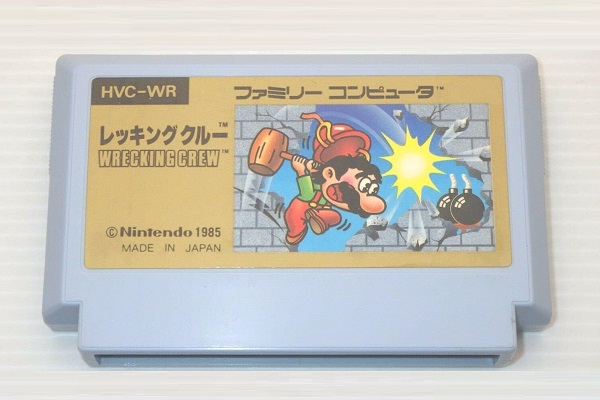 HVC-WR
ファミリー コンピュータ™
レッキングクルー™
WRECKING CREW™
©Nintendo 1985
MADE IN JAPAN